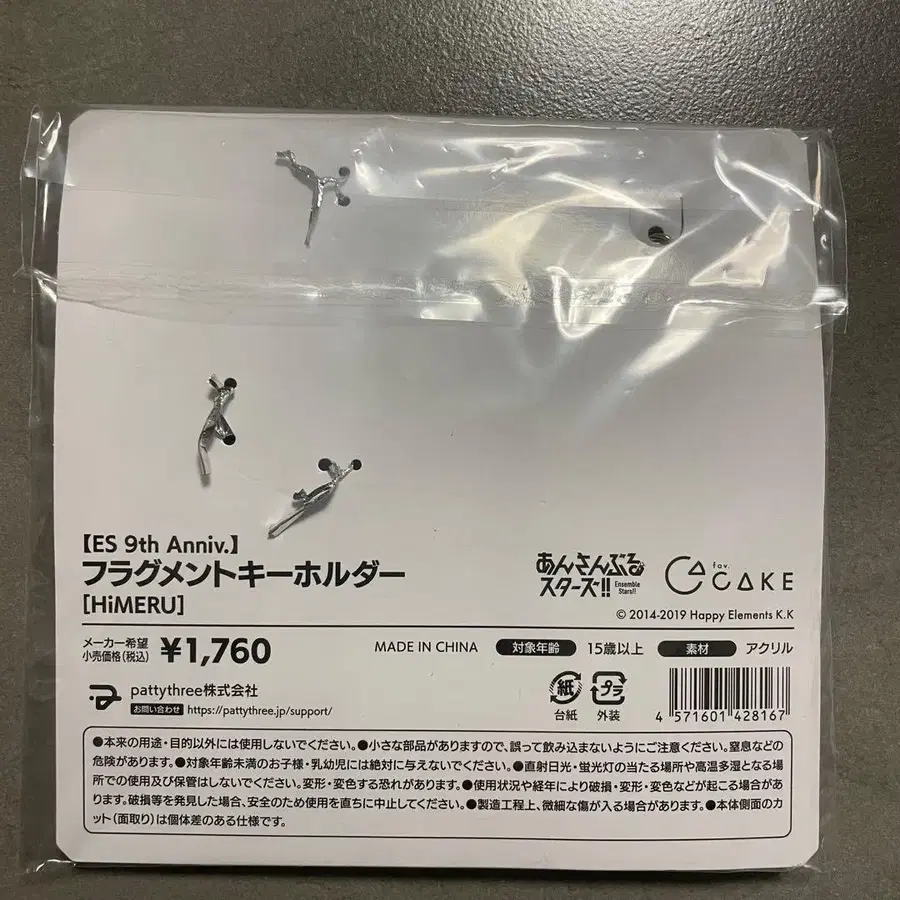 【ES 9th Anniv.】
フラグメントキーホルダー
[HiMERU]
あんさんぶる
スターズ!!
Ensemble
Stars!!
fav.
CAKE
© 2014-2019 Happy Elements K.K
メーカー希望
小売価格(税込)
¥1,760
MADE IN CHINA
対象年齢
15歳以上
素材
アクリル
pattythree株式会社
お問い合わせ https://pattythree.jp/support/
紙
台紙
プラ
外装
4 571601 428167
●本来の用途・目的以外には使用しないでください。●小さな部品がありますので、誤って飲み込まないようにご注意ください。窒息などの
危険があります。●対象年齢未満のお子様・乳幼児には絶対に与えないでください。●直射日光・蛍光灯の当たる場所や高温多湿となる場
所での使用及び保管はしないでください。変形・変色する恐れがあります。●使用状況や経年により破損・変形・変色などが起こる場合があ
ります。破損等を発見した場合、安全のため使用を直ちに中止してください。●製造工程上、微細な傷が入る場合があります。●本体側面のカ
ット(面取り)は個体差のある仕様です。